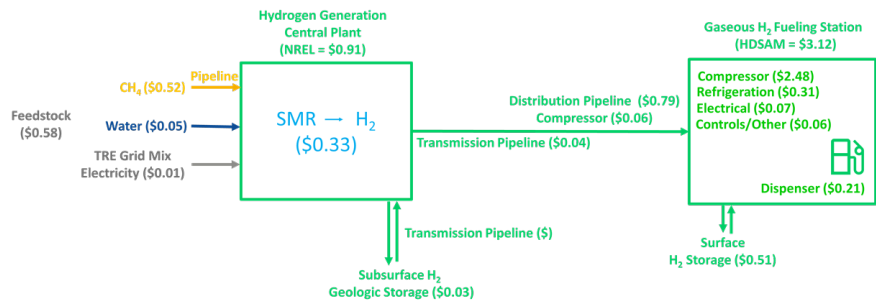 Hydrogen Generation
Central Plant
(NREL = $0.91)
Gaseous H₂ Fueling Station
(HDSAM = $3.12)
Pipeline
CH₄ ($0.52)
Feedstock
($0.58)
Water ($0.05)
TRE Grid Mix
Electricity ($0.01)
SMR → H₂
($0.33)
Distribution Pipeline ($0.79)
Compressor ($0.06)
Transmission Pipeline ($0.04)
Compressor ($2.48)
Refrigeration ($0.31)
Electrical ($0.07)
Controls/Other ($0.06)
Dispenser ($0.21)
Transmission Pipeline ($)
Subsurface H₂
Geologic Storage ($0.03)
Surface
H₂ Storage ($0.51)